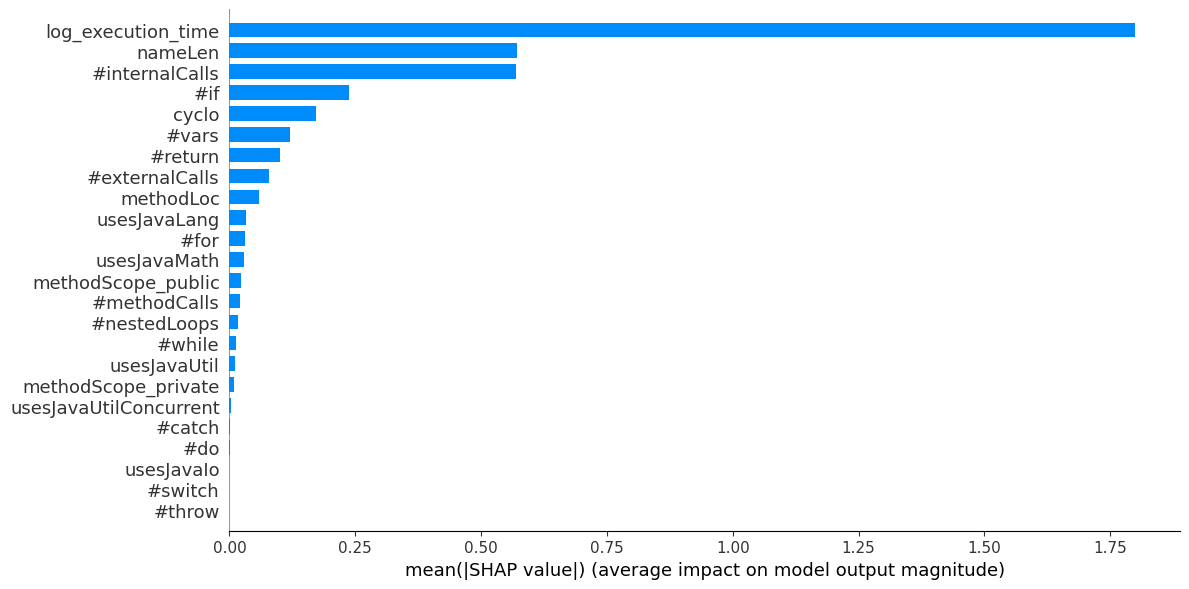 log_execution_time
nameLen
#internalCalls
#if
cyclo
#vars
#return
#externalCalls
methodLoc
usesJavaLang
#for
usesJavaMath
methodScope_public
#methodCalls
#nestedLoops
#while
usesJavaUtil
methodScope_private
usesJavaUtilConcurrent
#catch
#do
usesJavaIo
#switch
#throw
0.00 0.25 0.50 0.75 1.00 1.25 1.50 1.75
mean(|SHAP value|) (average impact on model output magnitude)